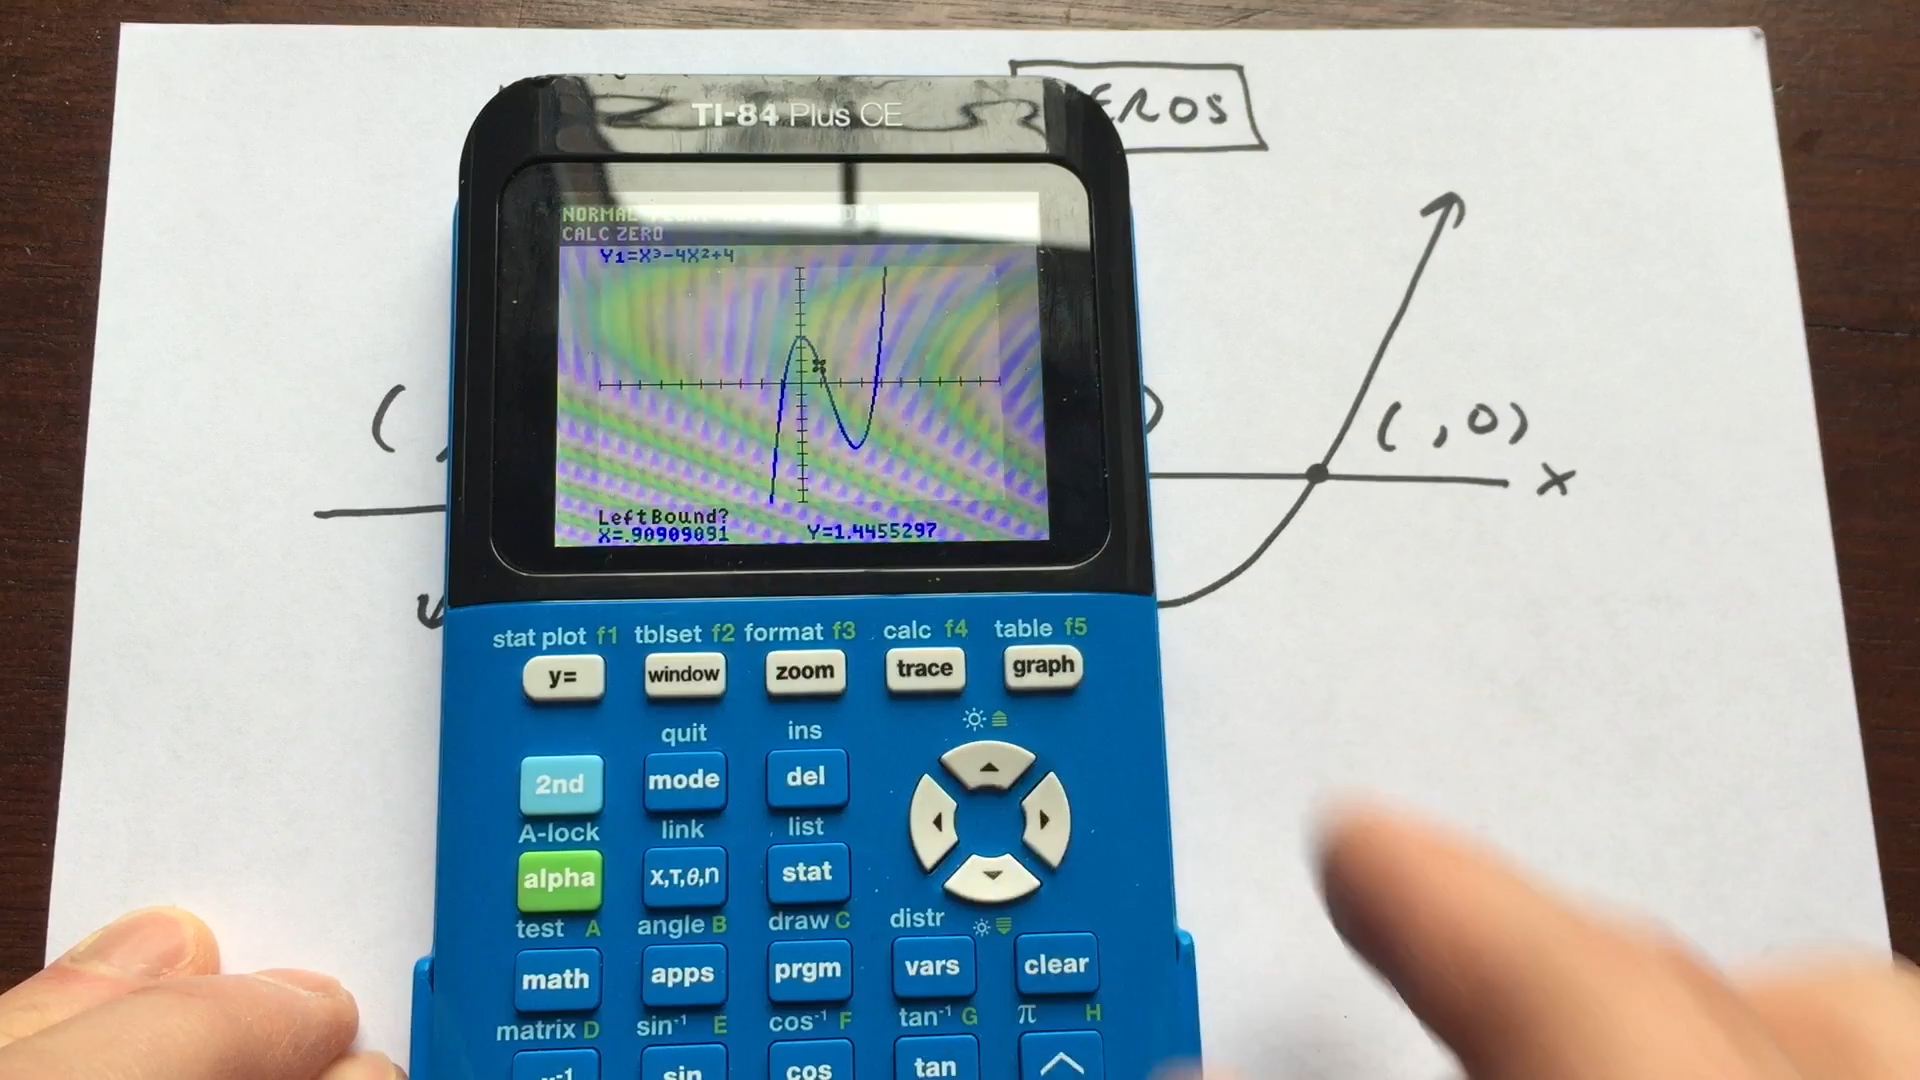 EROS
TI-84 Plus CE
NORMAL
CALC ZERO
Y1=X³-4X²+4
(
)
( , 0)
x
LeftBound?
X=.90909091 Y=1.4455297
stat plot f1 tblset f2 format f3 calc f4 table f5
y= window zoom trace graph
quit ins
2nd mode del
A-lock link list
alpha x,T,θ,n stat
test A angle B draw C distr
math apps prgm vars clear
matrix D sin⁻¹ E cos⁻¹ F tan⁻¹ G π H
x⁻¹ sin cos tan ^